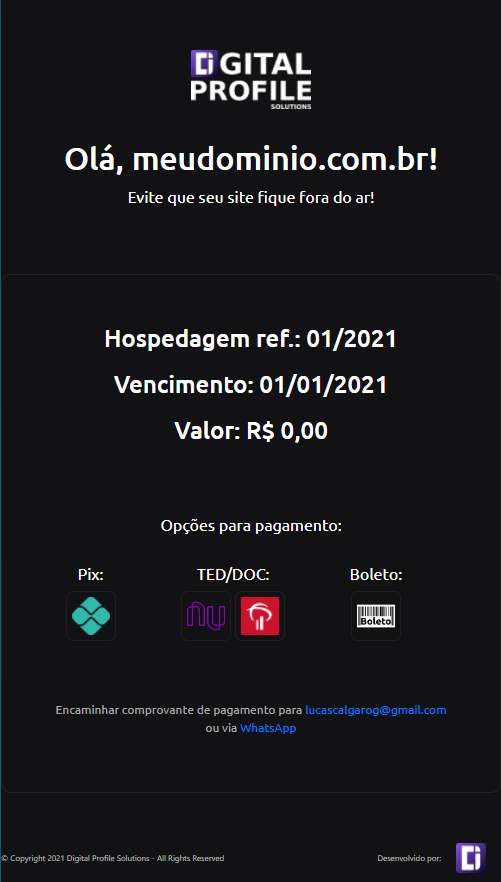 DIGITAL
PROFILE
SOLUTIONS
Olá, meudominio.com.br!
Evite que seu site fique fora do ar!
Hospedagem ref.: 01/2021
Vencimento: 01/01/2021
Valor: R$ 0,00
Opções para pagamento:
Pix: TED/DOC: Boleto:
nu Boleto
Encaminhar comprovante de pagamento para lucascalgarog@gmail.com
ou via WhatsApp
© Copyright 2021 Digital Profile Solutions - All Rights Reserved Desenvolvido por: